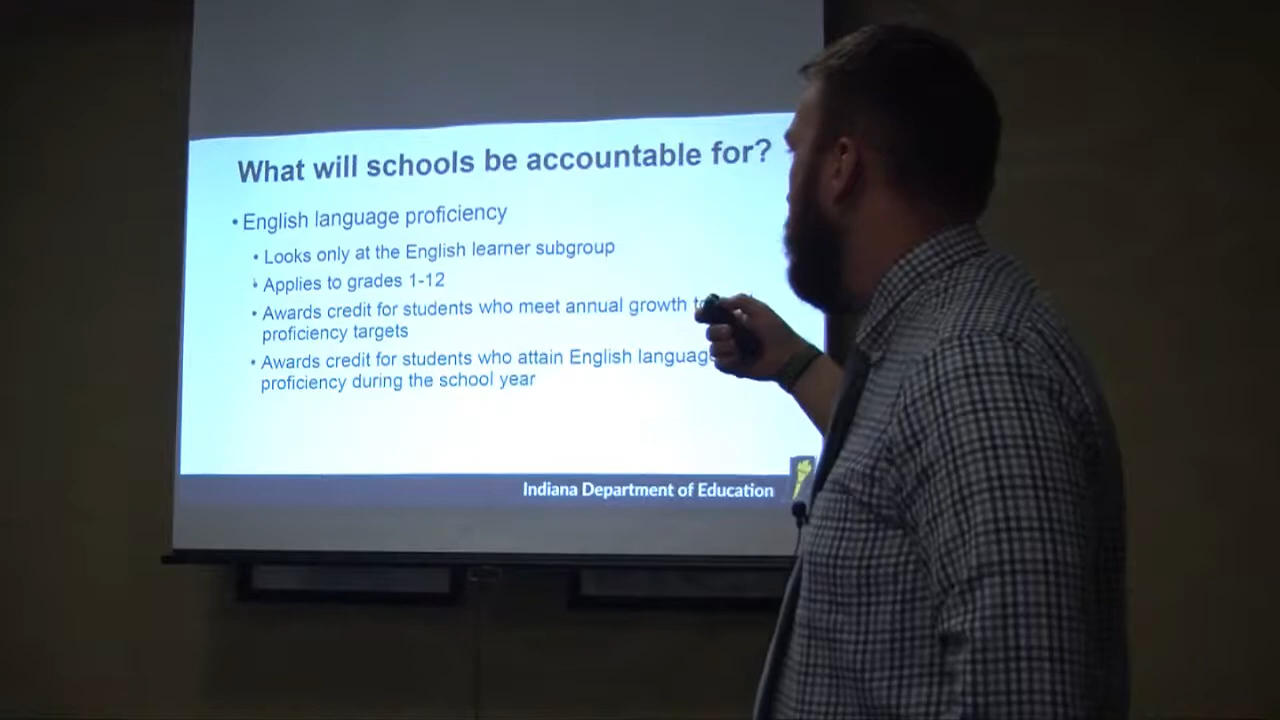 What will schools be accountable for?
• English language proficiency
• Looks only at the English learner subgroup
• Applies to grades 1-12
• Awards credit for students who meet annual growth
proficiency targets
• Awards credit for students who attain English language
proficiency during the school year
Indiana Department of Education